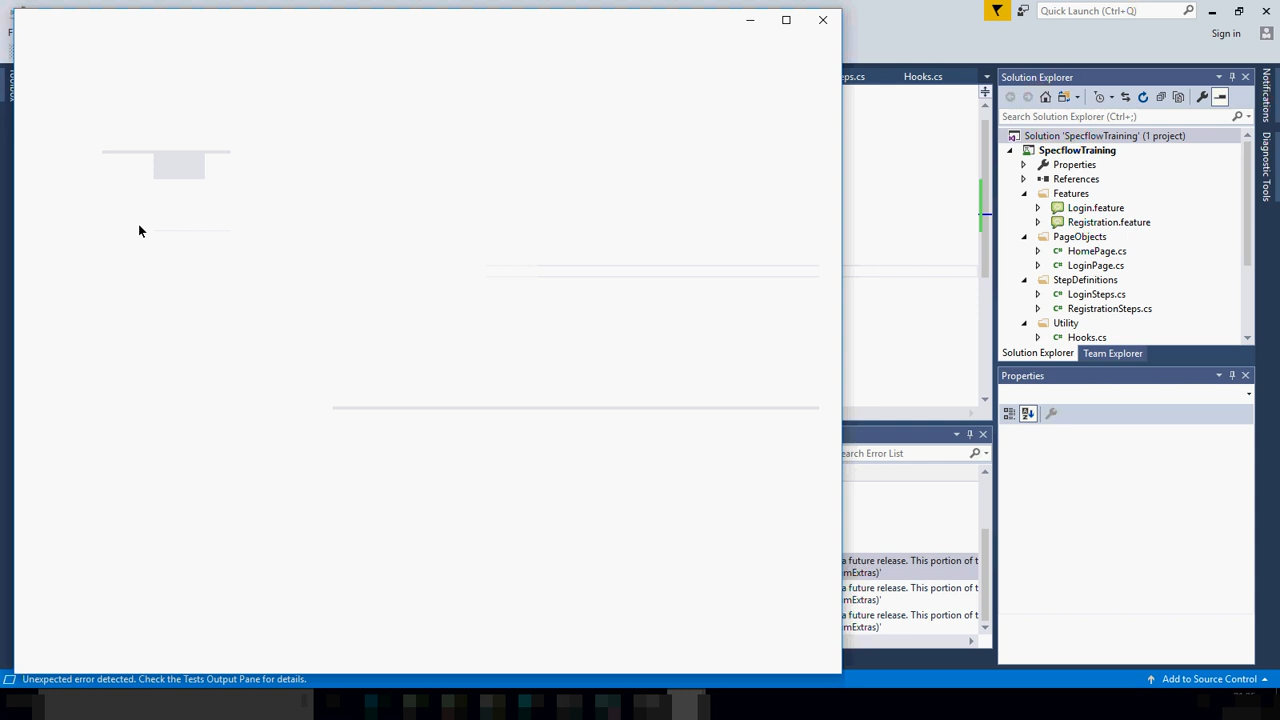 Quick Launch (Ctrl+Q)
Sign in
ps.cs
Hooks.cs
Solution Explorer
Search Solution Explorer (Ctrl+;)
Solution 'SpecflowTraining' (1 project)
SpecflowTraining
Properties
References
Features
Login.feature
Registration.feature
PageObjects
HomePage.cs
LoginPage.cs
StepDefinitions
LoginSteps.cs
RegistrationSteps.cs
Utility
Hooks.cs
Solution Explorer
Team Explorer
Properties
Notifications
Diagnostic Tools
earch Error List
a future release. This portion of t
mExtras)'
a future release. This portion of t
mExtras)'
a future release. This portion of t
mExtras)'
Unexpected error detected. Check the Tests Output Pane for details.
Add to Source Control